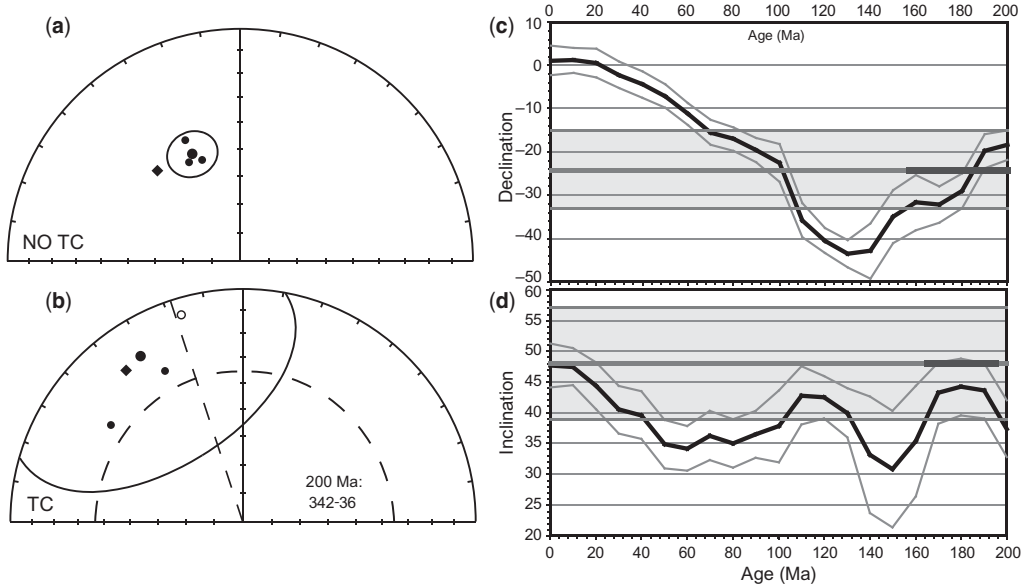 (a)
NO TC
(b)
TC
200 Ma:
342-36
(c)
0 20 40 60 80 100 120 140 160 180 200
Age (Ma)
Declination
10
0
–10
–20
–30
–40
–50
(d)
Inclination
60
55
50
45
40
35
30
25
20
0 20 40 60 80 100 120 140 160 180 200
Age (Ma)